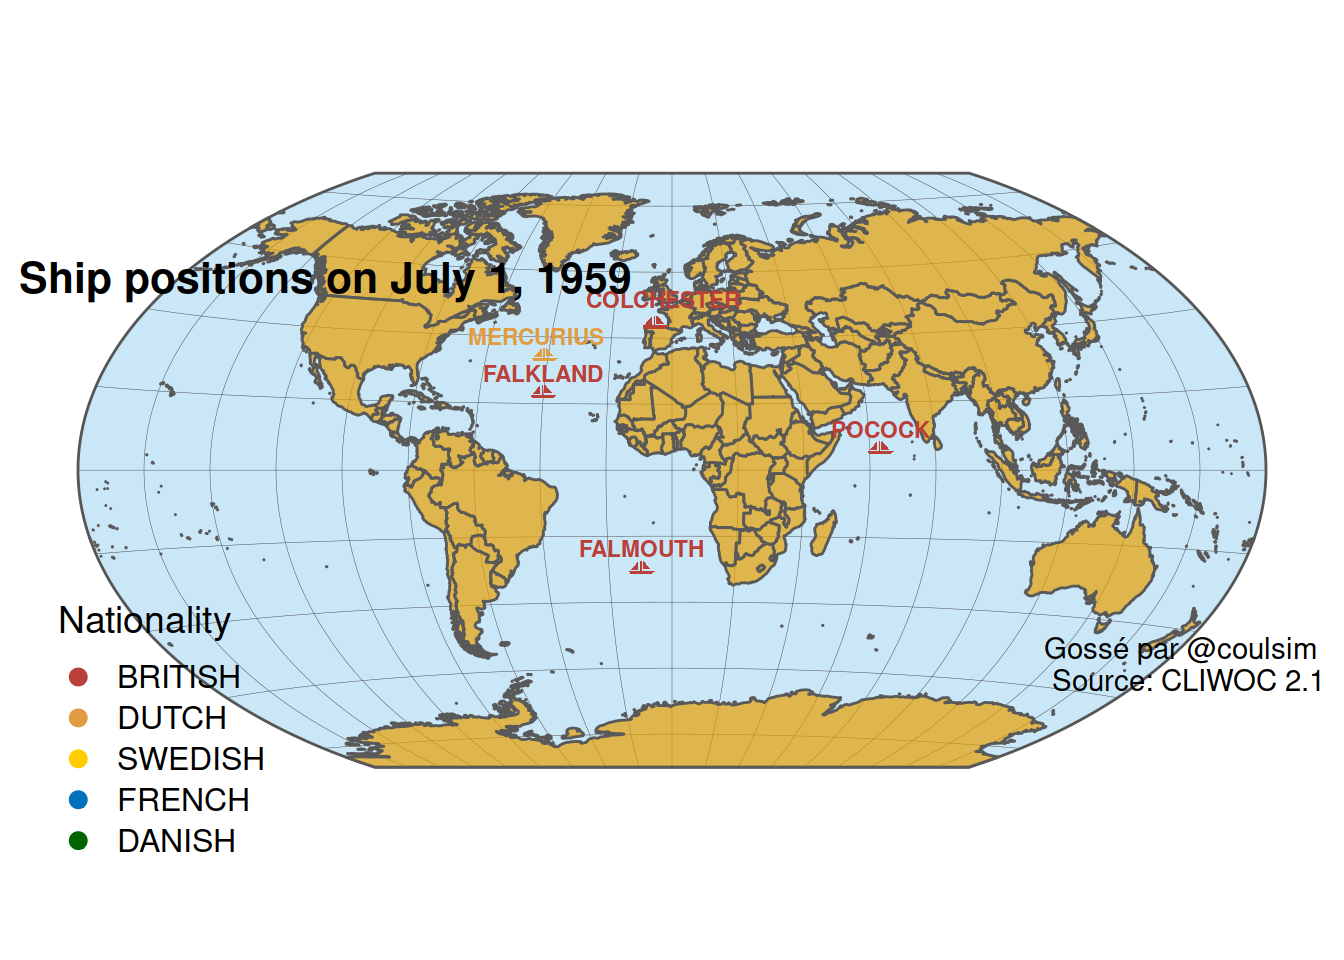 Ship positions on July 1, 1959
COLCHESTER
MERCURIUS
FALKLAND
POCOCK
FALMOUTH
Nationality
BRITISH
DUTCH
SWEDISH
FRENCH
DANISH
Gossé par @coulsim
Source: CLIWOC 2.1